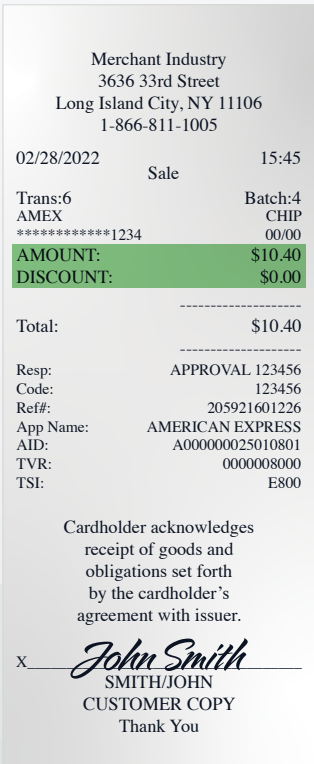 Merchant Industry
3636 33rd Street
Long Island City, NY 11106
1-866-811-1005
02/28/2022 15:45
Sale
Trans:6 Batch:4
AMEX CHIP
************1234 00/00
AMOUNT: $10.40
DISCOUNT: $0.00
--------------------
Total: $10.40
--------------------
Resp: APPROVAL 123456
Code: 123456
Ref#: 205921601226
App Name: AMERICAN EXPRESS
AID: A000000025010801
TVR: 0000008000
TSI: E800
Cardholder acknowledges
receipt of goods and
obligations set forth
by the cardholder's
agreement with issuer.
X John Smith
SMITH/JOHN
CUSTOMER COPY
Thank You